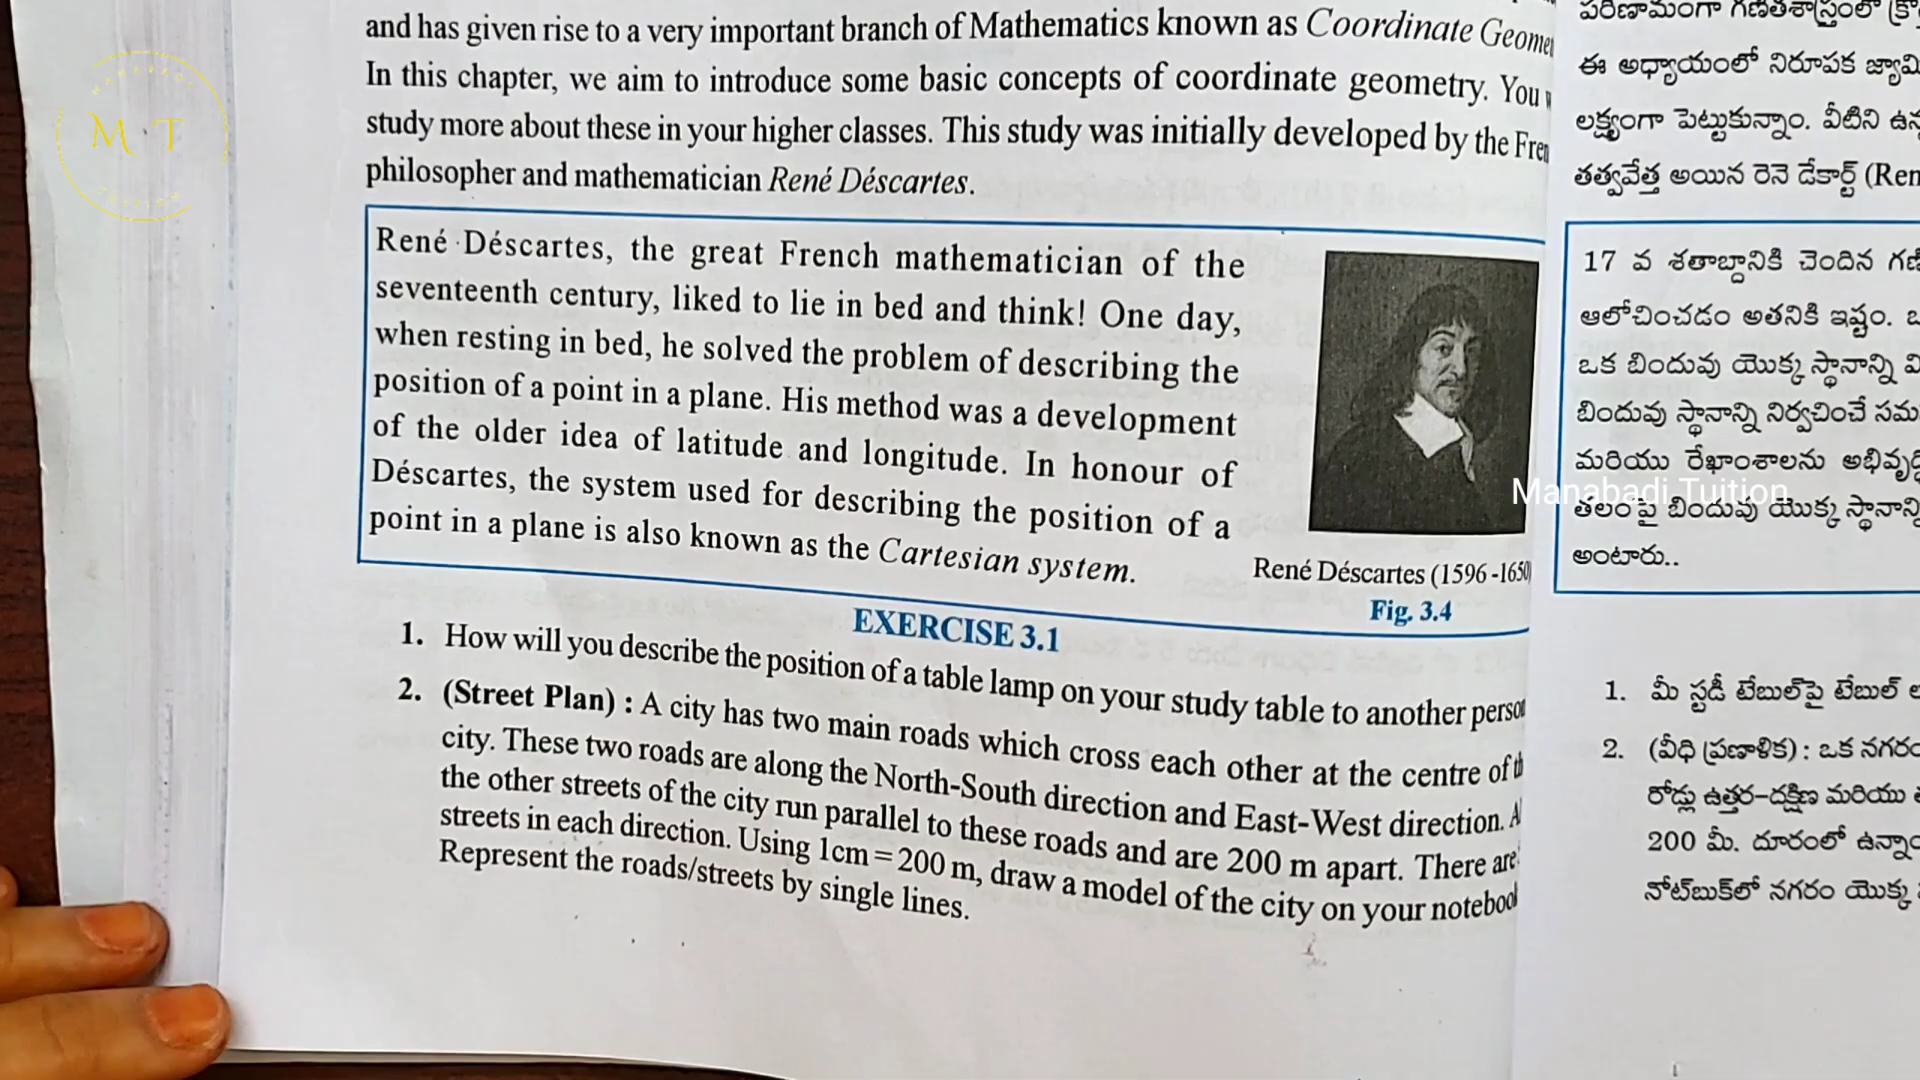 and has given rise to a very important branch of Mathematics known as Coordinate
In this chapter, we aim to introduce some basic concepts of coordinate geometry. You
study more about these in your higher classes. This study was initially developed by the
philosopher and mathematician René Déscartes.
René Déscartes, the great French mathematician of the
seventeenth century, liked to lie in bed and think! One day,
when resting in bed, he solved the problem of describing the
position of a point in a plane. His method was a development
of the older idea of latitude and longitude. In honour of
Déscartes, the system used for describing the position of a
point in a plane is also known as the Cartesian system.
René Déscartes (1596 -1650
Fig. 3.4
EXERCISE 3.1
1. How will you describe the position of a table lamp on your study table to another
2. (Street Plan) : A city has two main roads which cross each other at the centre of
city. These two roads are along the North-South direction and East-West direction.
the other streets of the city run parallel to these roads and are 200 m apart. There are
streets in each direction. Using 1cm = 200 m, draw a model of the city on your
Represent the roads/streets by single lines.
పరిణామంగా గణితశాస్త్రంలో
ఈ అధ్యాయంలో నిరూపక
లక్ష్యంగా పెట్టుకున్నాం. వీటిని
తత్వవేత్త అయిన రెనె డేకార్ట్
17 వ శతాబ్దానికి చెందిన
ఆలోచించడం అతనికి ఇష్టం.
ఒక బిందువు యొక్క స్థానాన్ని
బిందువు స్థానాన్ని నిర్వచించే
మరియు రేఖాంశాలను
తలంపై బిందువు యొక్క
అంటారు..
1. మీ స్టడీ టేబుల్‌పై టేబుల్
2. (వీధి ప్రణాళిక) : ఒక
రోడ్లు ఉత్తర-దక్షిణ మరియు
200 మీ. దూరంలో
నోట్‌బుక్‌లో నగరం యొక్క
M T
Manabadi Tuition